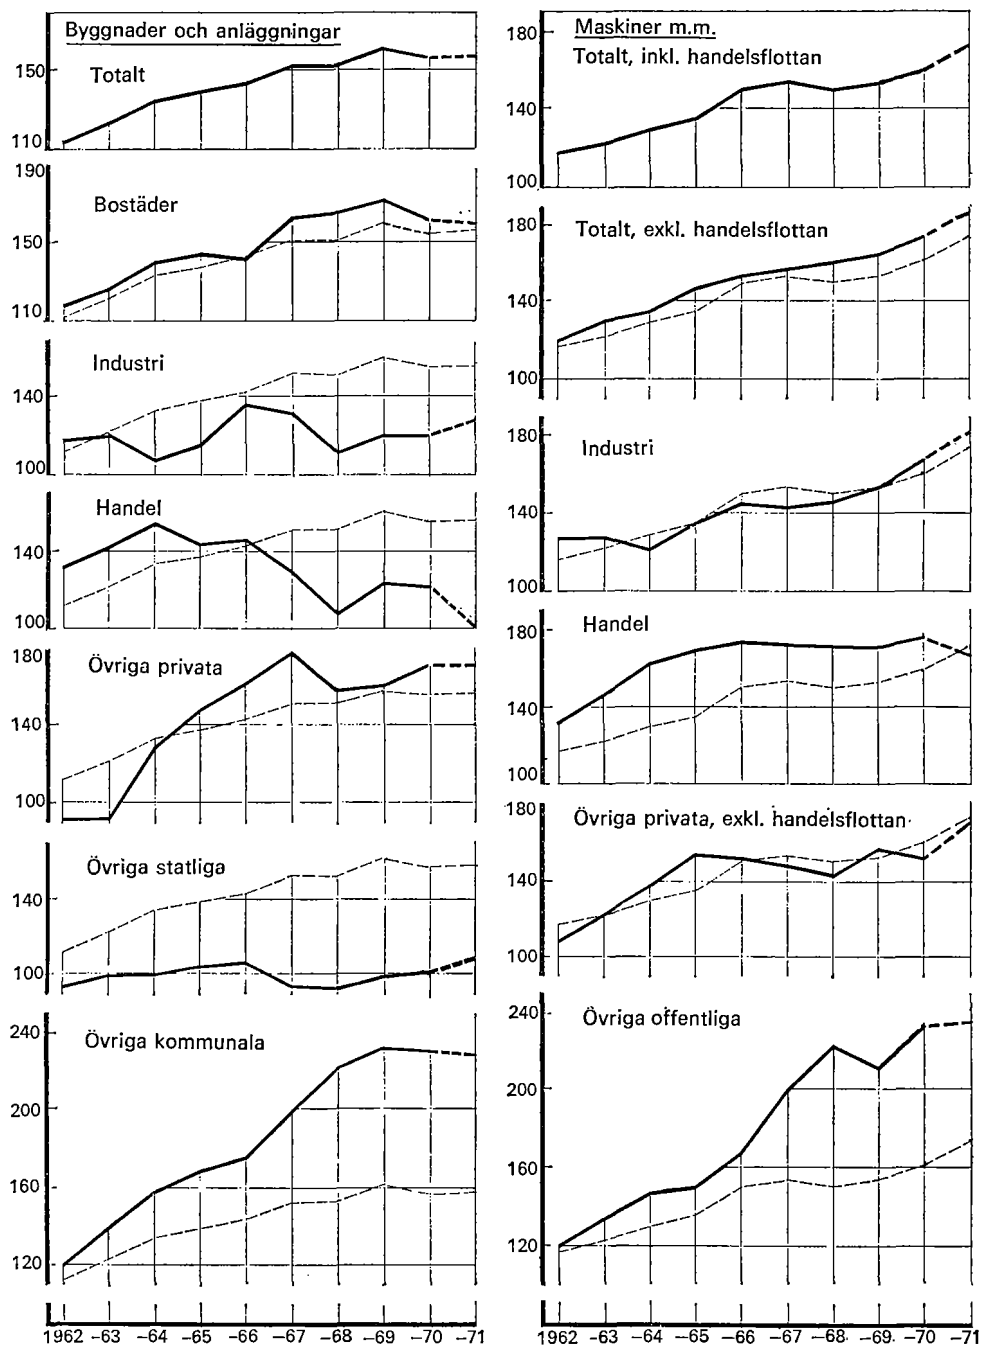 Byggnader och anläggningar
Totalt
150
110
190
Bostäder
150
110
Industri
140
100
Handel
140
100
180
Övriga privata
140
100
Övriga statliga
140
100
240
Övriga kommunala
200
160
120
1962 –63 –64 –65 –66 –67 –68 –69 –70 –71
Maskiner m.m.
180
Totalt, inkl. handelsflottan
140
100
180
Totalt, exkl. handelsflottan
140
100
180
Industri
140
100
180
Handel
140
100
180
Övriga privata, exkl. handelsflottan
140
100
240
Övriga offentliga
200
160
120
1962 –63 –64 –65 –66 –67 –68 –69 –70 –71